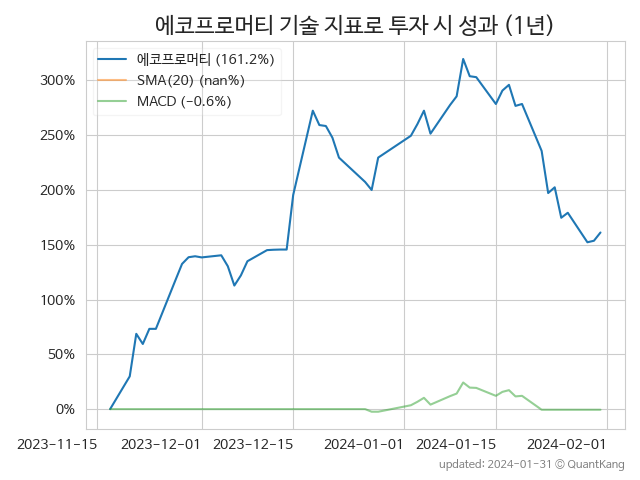 에코프로머티 기술 지표로 투자 시 성과 (1년)
에코프로머티 (161.2%)
SMA(20) (nan%)
MACD (−0.6%)
300%
250%
200%
150%
100%
50%
0%
2023-11-15 2023-12-01 2023-12-15 2024-01-01 2024-01-15 2024-02-01
updated: 2024-01-31 © QuantKang